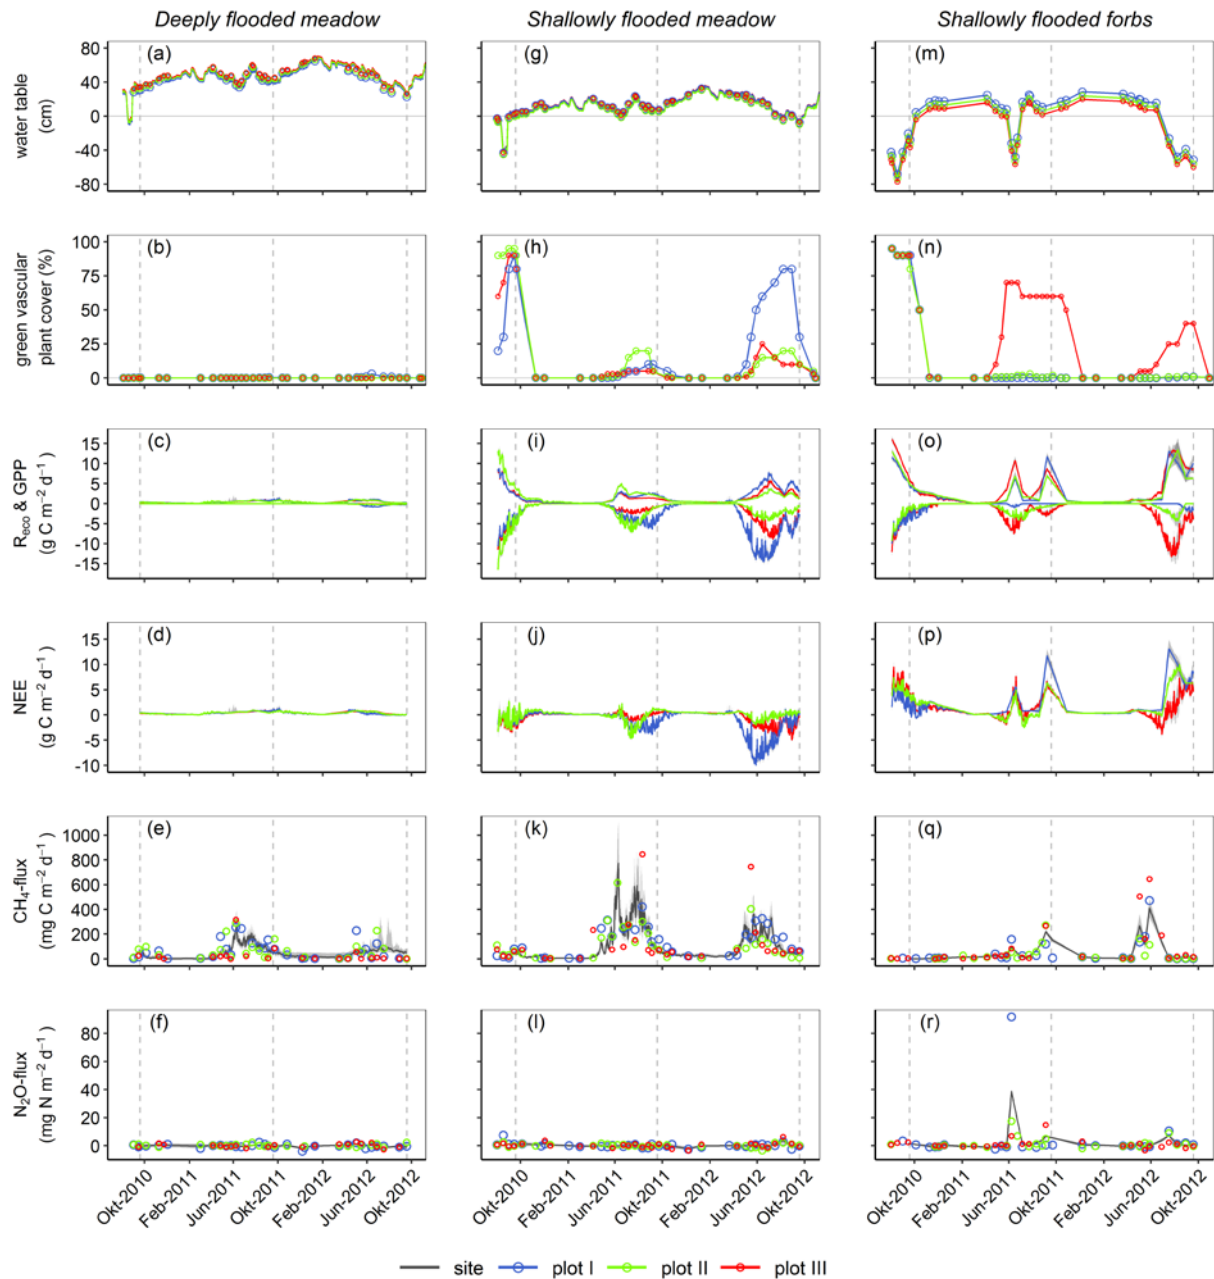 Deeply flooded meadow Shallowly flooded meadow Shallowly flooded forbs
water table
(cm)
80
40
0
-40
-80
(a) (g) (m)
green vascular
plant cover (%)
100
75
50
25
0
(b) (h) (n)
Reco & GPP
(g C m−2 d−1)
15
10
5
0
-5
-10
-15
(c) (i) (o)
NEE
(g C m−2 d−1)
15
10
5
0
-5
-10
(d) (j) (p)
CH4-flux
(mg C m−2 d−1)
1000
800
600
400
200
0
(e) (k) (q)
N2O-flux
(mg N m−2 d−1)
80
60
40
20
0
(f) (l) (r)
Okt-2010 Feb-2011 Jun-2011 Okt-2011 Feb-2012 Jun-2012 Okt-2012 Okt-2010 Feb-2011 Jun-2011 Okt-2011 Feb-2012 Jun-2012 Okt-2012 Okt-2010 Feb-2011 Jun-2011 Okt-2011 Feb-2012 Jun-2012 Okt-2012
site plot I plot II plot III